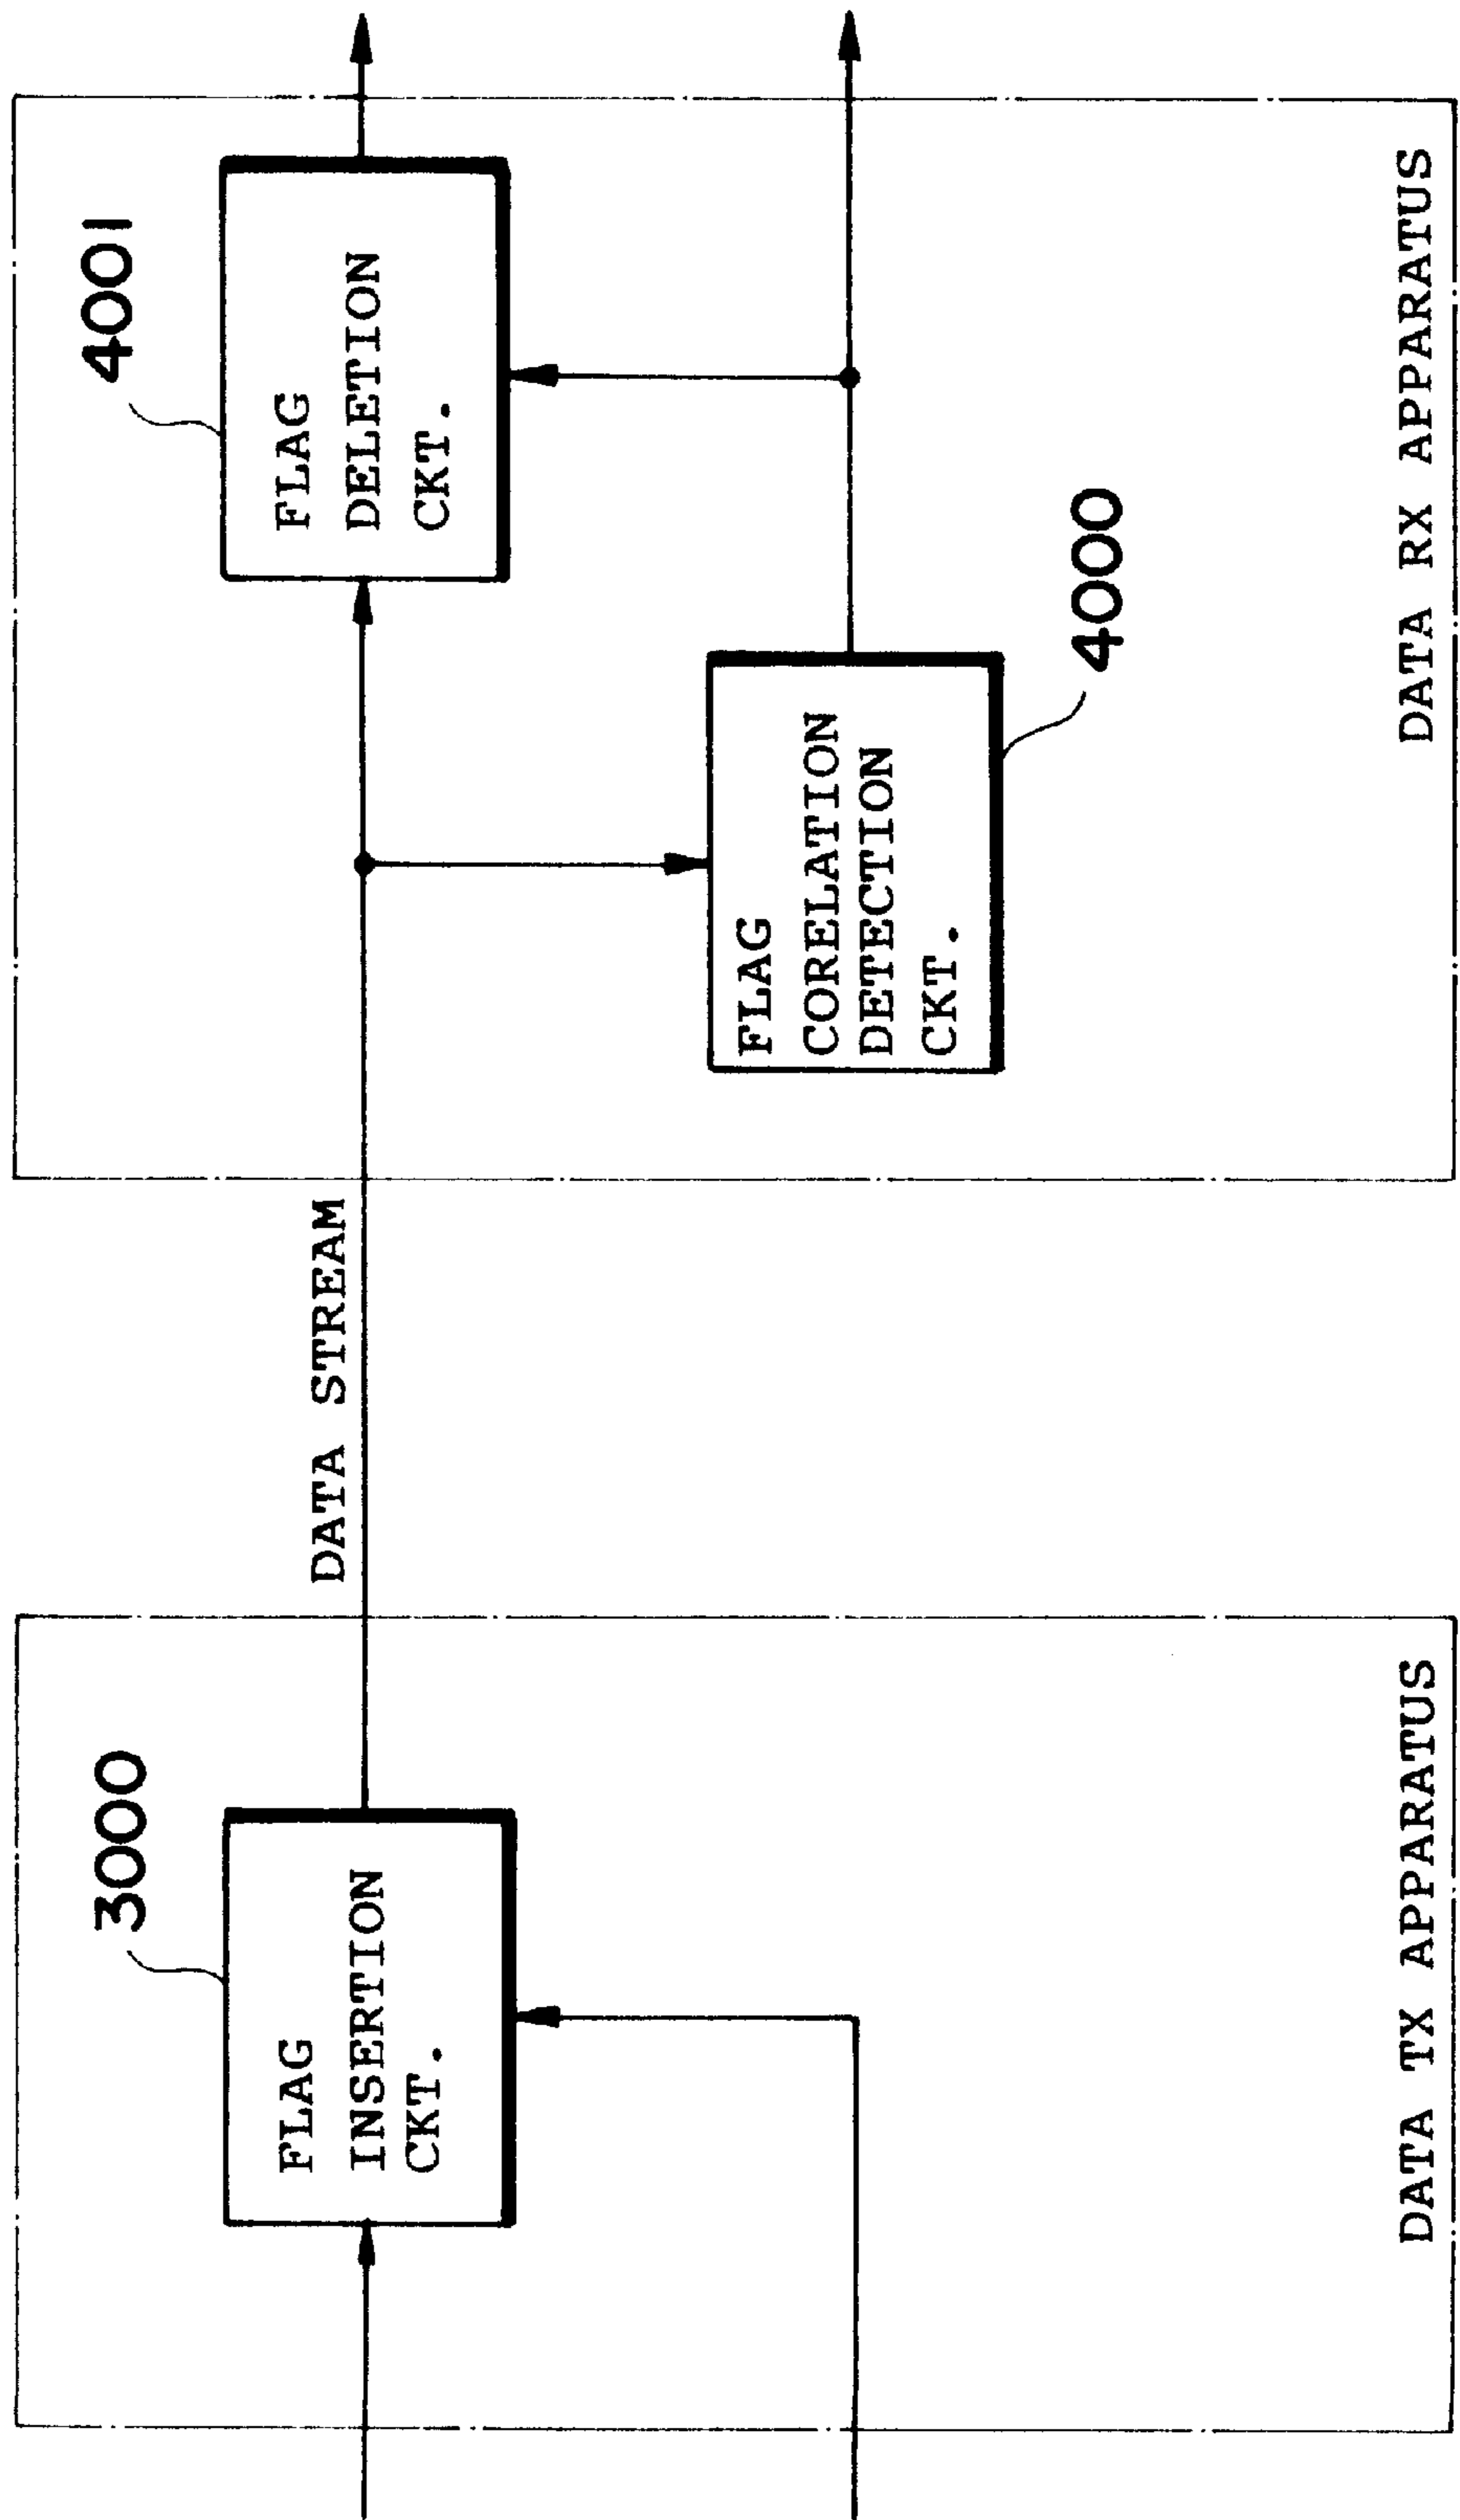 3000
FLAG
INSERTION
CKT.
DATA TX APPARATUS
DATA STREAM
4001
FLAG
DELETION
CKT.
FLAG
CORELATION
DETECTION
CKT.
4000
DATA RX APPARATUS